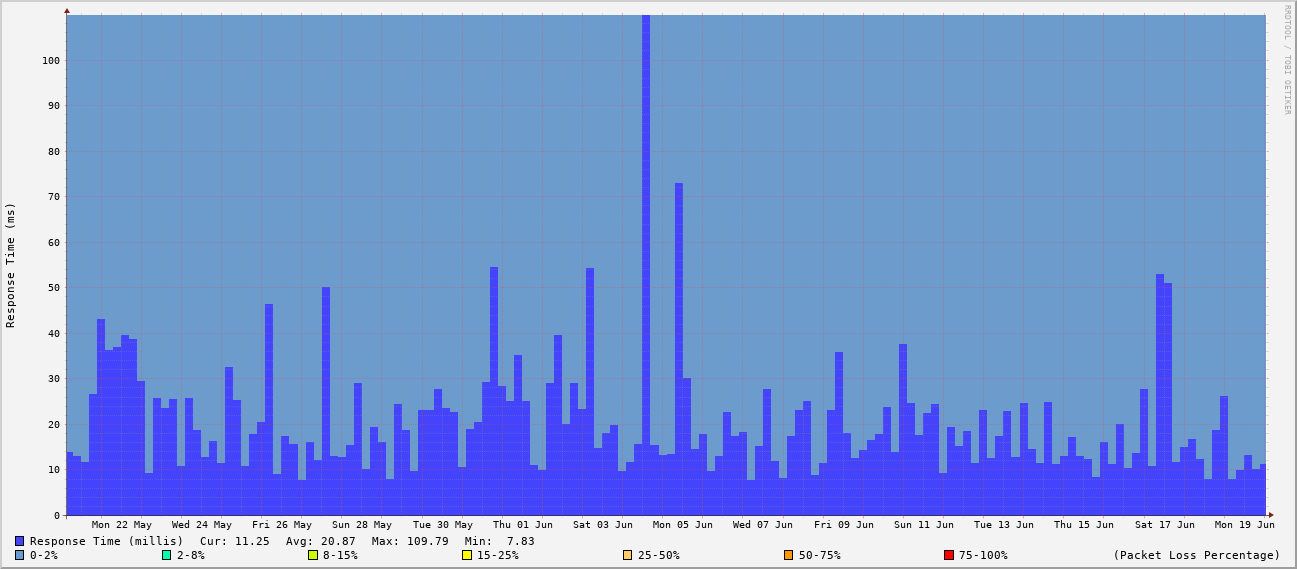 RRDTOOL / TOBI OETIKER
Response Time (ms)
100
90
80
70
60
50
40
30
20
10
0
Mon 22 May Wed 24 May Fri 26 May Sun 28 May Tue 30 May Thu 01 Jun Sat 03 Jun Mon 05 Jun Wed 07 Jun Fri 09 Jun Sun 11 Jun Tue 13 Jun Thu 15 Jun Sat 17 Jun Mon 19 Jun
Response Time (millis) Cur: 11.25 Avg: 20.87 Max: 109.79 Min: 7.83
0-2% 2-8% 8-15% 15-25% 25-50% 50-75% 75-100% (Packet Loss Percentage)